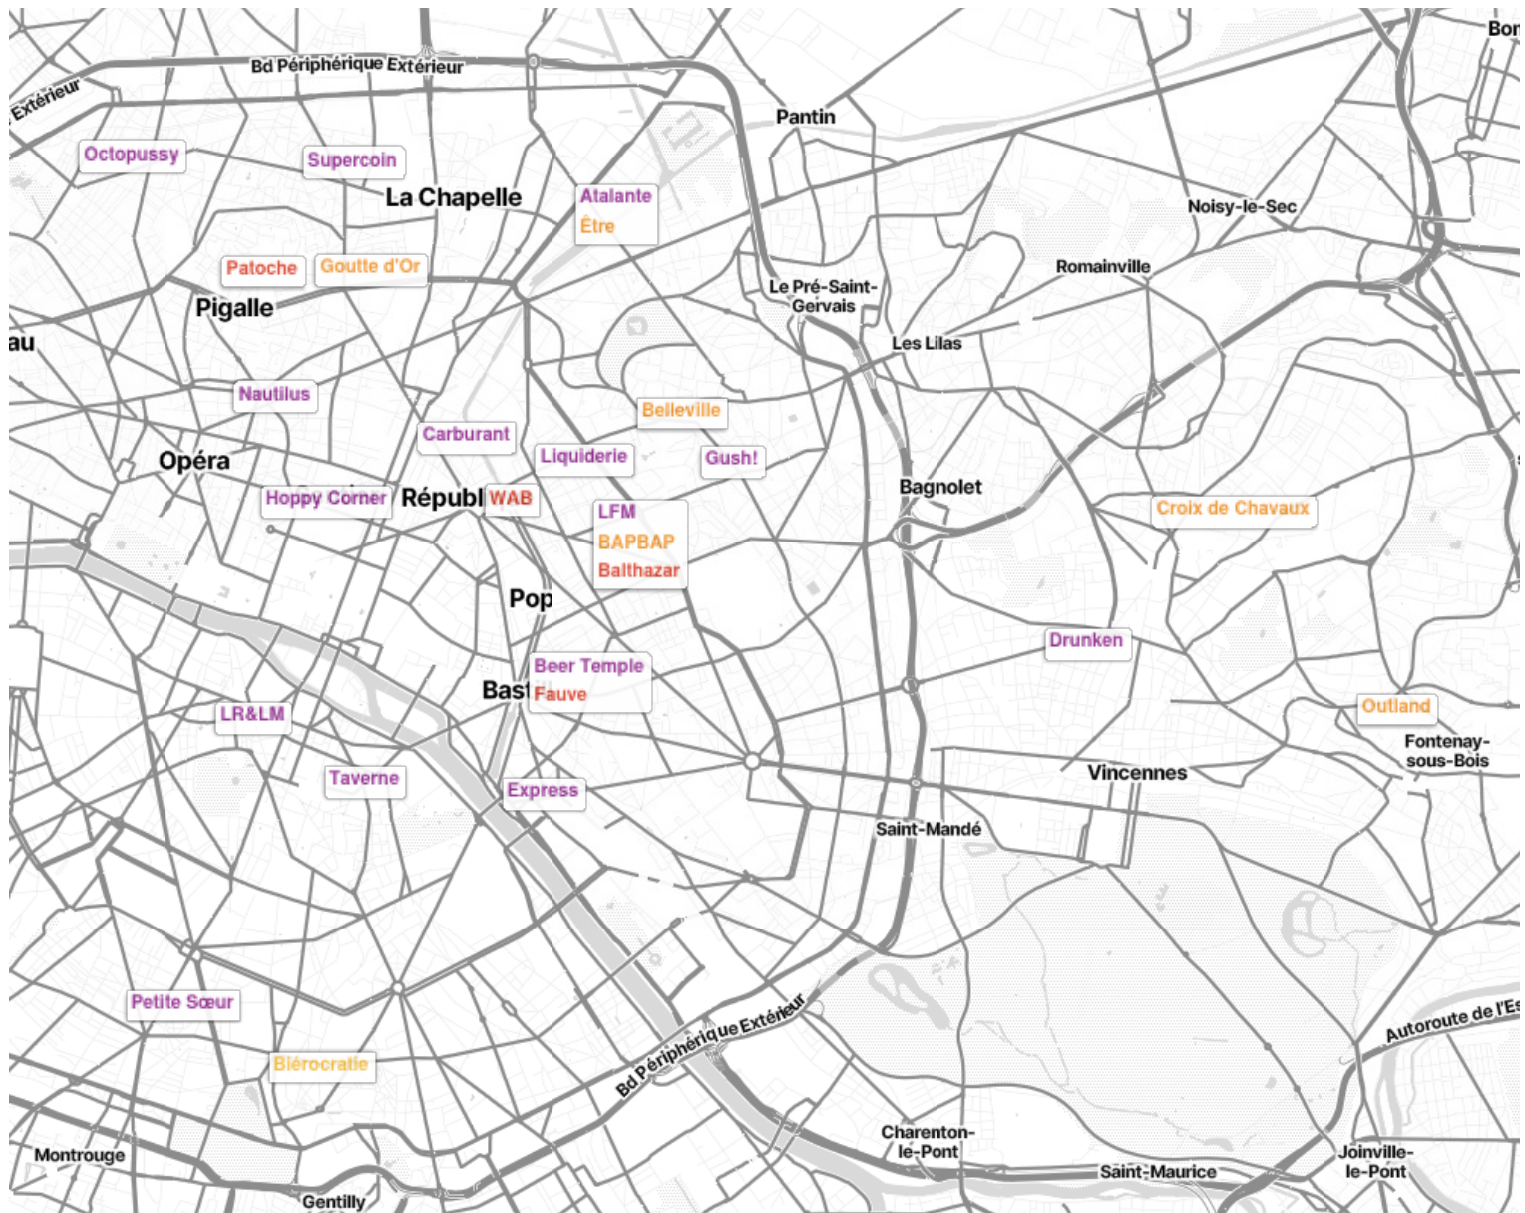 Bon
Bd Périphérique Extérieur
Extérieur
Pantin
Octopussy
Supercoin
La Chapelle
Atalante
Être
Noisy-le-Sec
Patoche
Goutte d'Or
Romainville
Pigalle
Le Pré-Saint-
Gervais
au
Les Lilas
Nautilus
Belleville
Carburant
Opéra
Liquiderie
Gush!
Hoppy Corner
Républ
WAB
Bagnolet
LFM
BAPBAP
Balthazar
Croix de Chavaux
Pop
Drunken
Beer Temple
Fauve
Bast
LR&LM
Outland
Fontenay-
sous-Bois
Taverne
Express
Vincennes
Saint-Mandé
Petite Sœur
Bd Périphérique Extérieur
Autoroute de l'Es
Biérocratie
Montrouge
Charenton-
le-Pont
Saint-Maurice
Joinville-
le-Pont
Gentilly